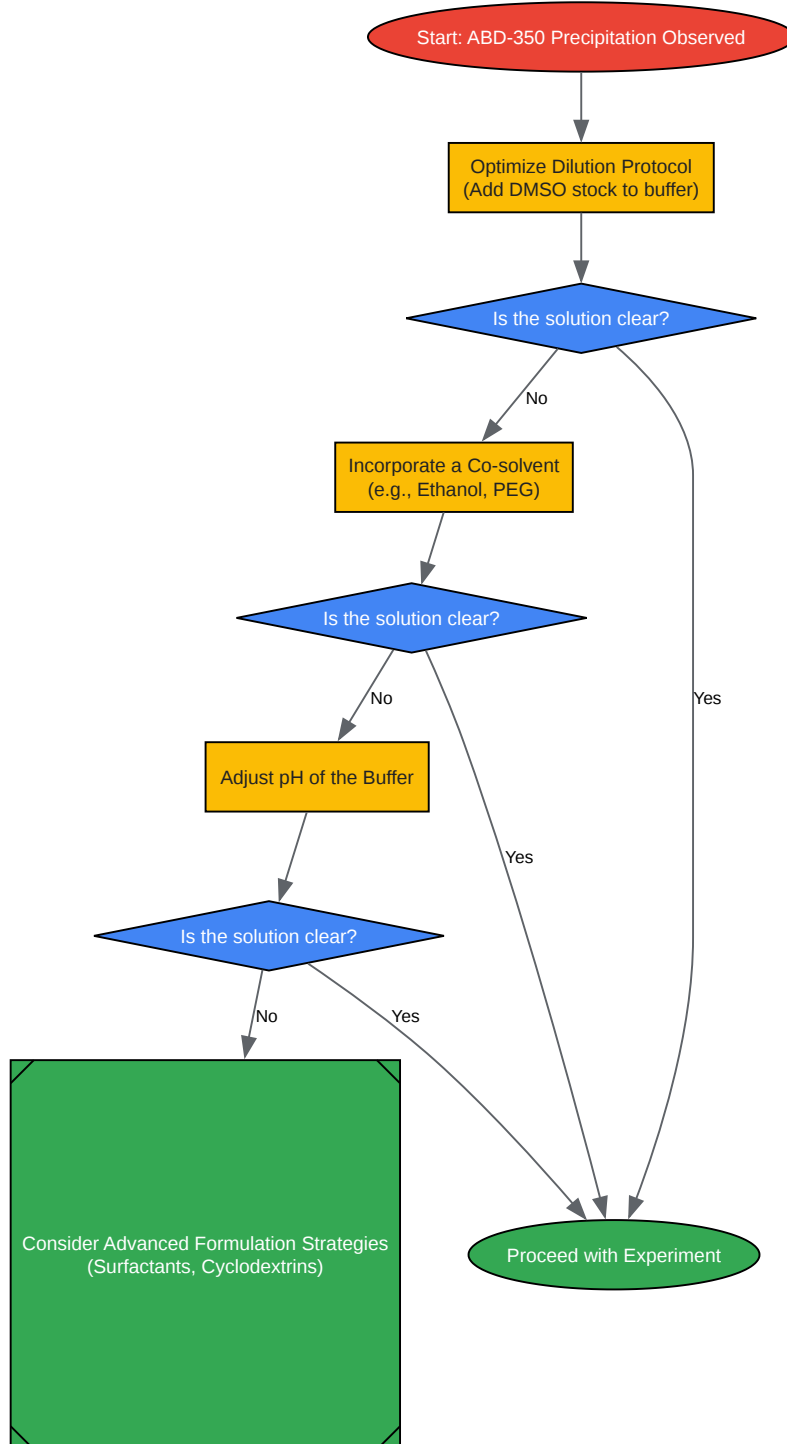 Start: ABD-350 Precipitation Observed
Optimize Dilution Protocol
(Add DMSO stock to buffer)
Is the solution clear?
No
Incorporate a Co-solvent
(e.g., Ethanol, PEG)
Is the solution clear?
No
Yes
Adjust pH of the Buffer
Yes
Is the solution clear?
No
Yes
Consider Advanced Formulation Strategies
(Surfactants, Cyclodextrins)
Proceed with Experiment